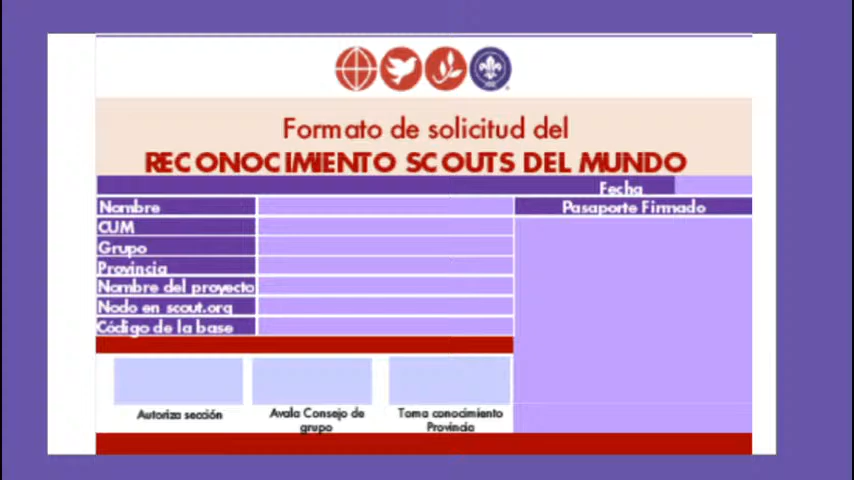 Formato de solicitud del
RECONOCIMIENTO SCOUTS DEL MUNDO
Fecha
Nombre
Pasaporte Firmado
CUM
Grupo
Provincia
Nombre del proyecto
Nodo en scout.org
Código de la base
Autoriza sección
Avala Consejo de
grupo
Toma conocimiento
Provincia